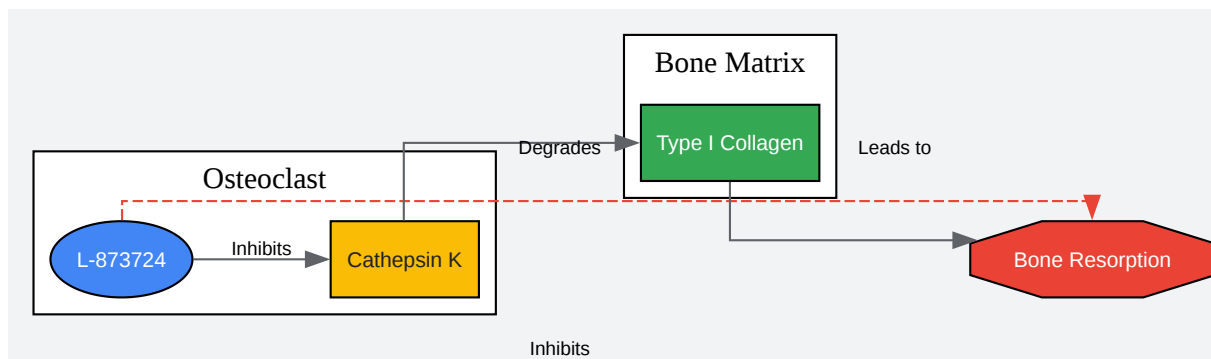 Bone Matrix
Type I Collagen
Degrades
Leads to
Osteoclast
L-873724
Inhibits
Cathepsin K
Bone Resorption
Inhibits